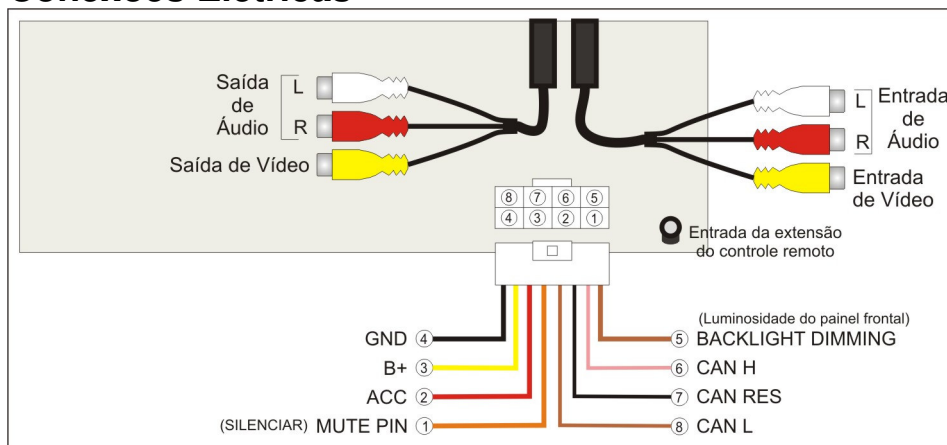 Conexões Elétricas
Saída
de
Áudio
L
R
Saída de Vídeo
L
R
Entrada
de
Áudio
Entrada
de Vídeo
8 7 6 5
4 3 2 1
Entrada da extensão
do controle remoto
GND 4
B+ 3
ACC 2
(SILENCIAR) MUTE PIN 1
(Luminosidade do painel frontal)
5 BACKLIGHT DIMMING
6 CAN H
7 CAN RES
8 CAN L